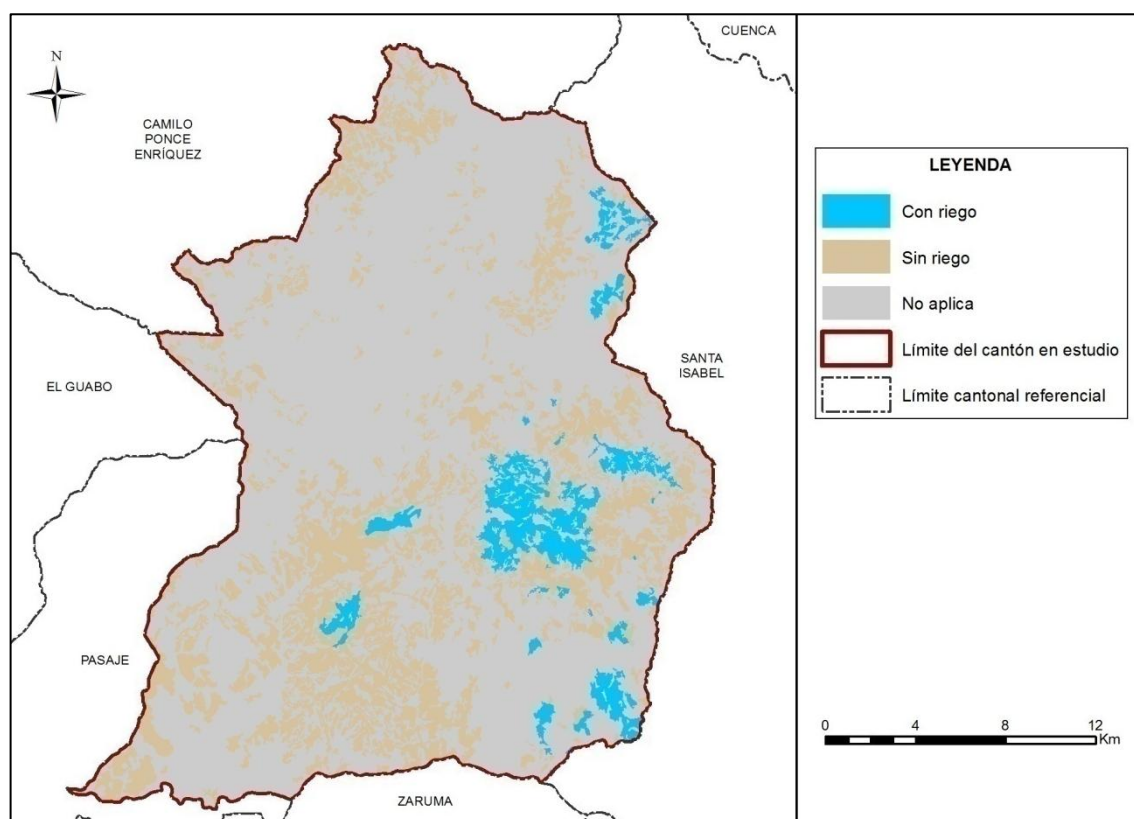 N
CUENCA
CAMILO
PONCE
ENRÍQUEZ
EL GUABO
SANTA
ISABEL
PASAJE
ZARUMA
LEYENDA
Con riego
Sin riego
No aplica
Límite del cantón en estudio
Límite cantonal referencial
0 4 8 12
Km